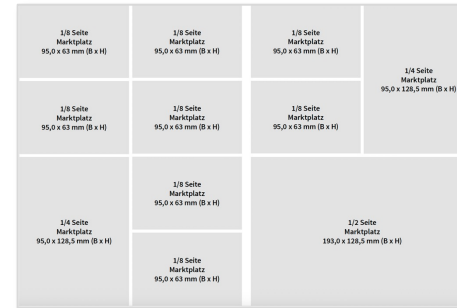 1/8 Seite
Marktplatz
95,0 x 63 mm (B x H)
1/8 Seite
Marktplatz
95,0 x 63 mm (B x H)
1/8 Seite
Marktplatz
95,0 x 63 mm (B x H)
1/4 Seite
Marktplatz
95,0 x 128,5 mm (B x H)
1/8 Seite
Marktplatz
95,0 x 63 mm (B x H)
1/8 Seite
Marktplatz
95,0 x 63 mm (B x H)
1/8 Seite
Marktplatz
95,0 x 63 mm (B x H)
1/4 Seite
Marktplatz
95,0 x 128,5 mm (B x H)
1/8 Seite
Marktplatz
95,0 x 63 mm (B x H)
1/8 Seite
Marktplatz
95,0 x 63 mm (B x H)
1/2 Seite
Marktplatz
193,0 x 128,5 mm (B x H)